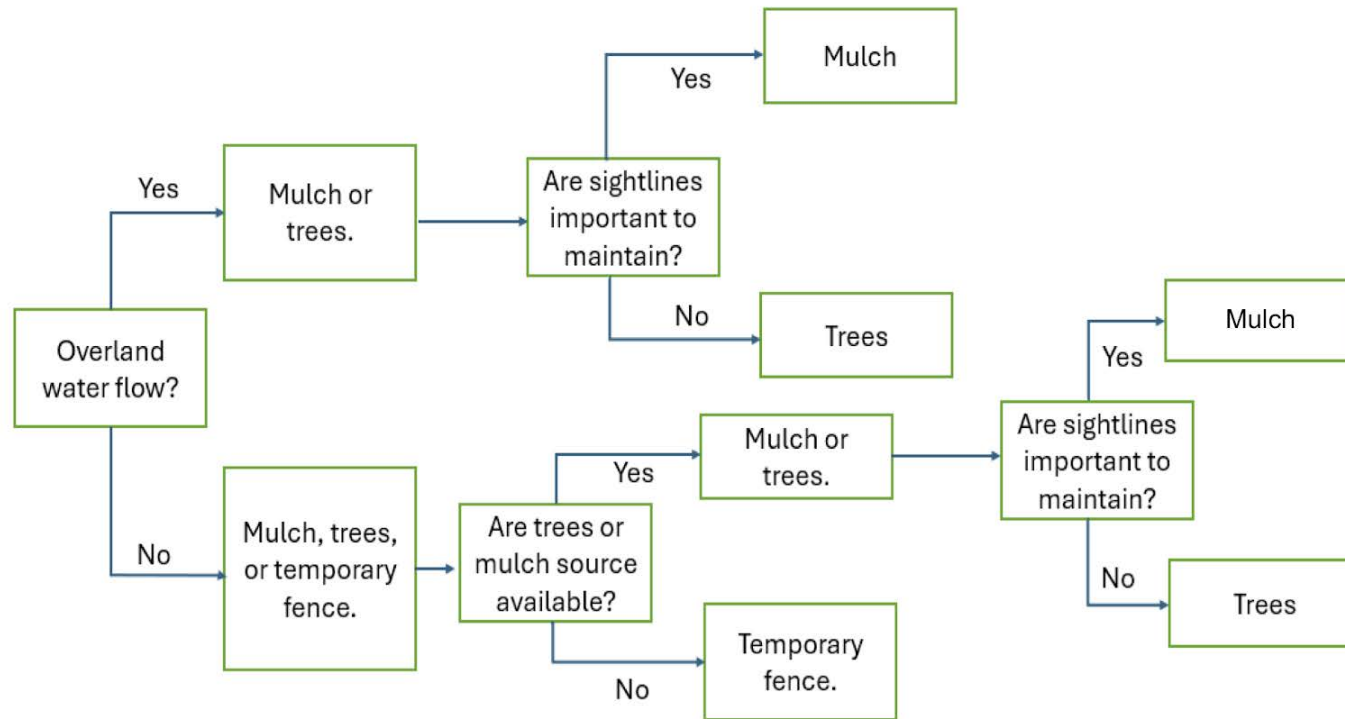 Mulch
Yes
Yes
Mulch or
trees.
Are sightlines
important to
maintain?
No
Trees
Overland
water flow?
No
Mulch, trees,
or temporary
fence.
Are trees or
mulch source
available?
Yes
Mulch or
trees.
No
Temporary
fence.
Are sightlines
important to
maintain?
Yes
Mulch
No
Trees